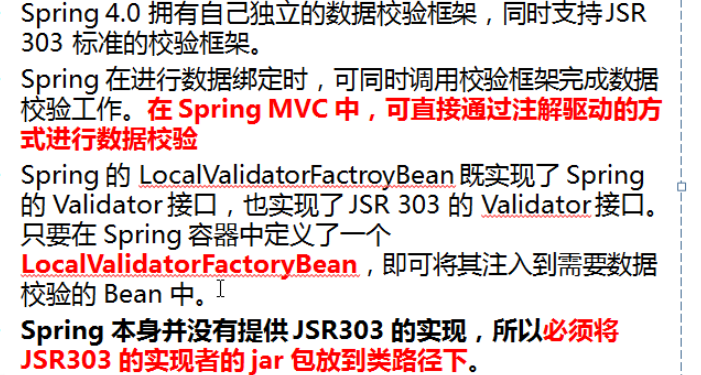 Spring 4.0 拥有自己独立的数据校验框架，同时支持JSR
303 标准的校验框架。
Spring 在进行数据绑定时，可同时调用校验框架完成数据
校验工作。在 Spring MVC 中，可直接通过注解驱动的方
式进行数据校验
Spring 的 LocalValidatorFactroyBean 既实现了 Spring
的 Validator 接口，也实现了 JSR 303 的 Validator 接口。
只要在 Spring 容器中定义了一个
LocalValidatorFactoryBean，即可将其注入到需要数据
校验的 Bean 中。
Spring 本身并没有提供 JSR303 的实现，所以必须将
JSR303 的实现者的 jar 包放到类路径下。